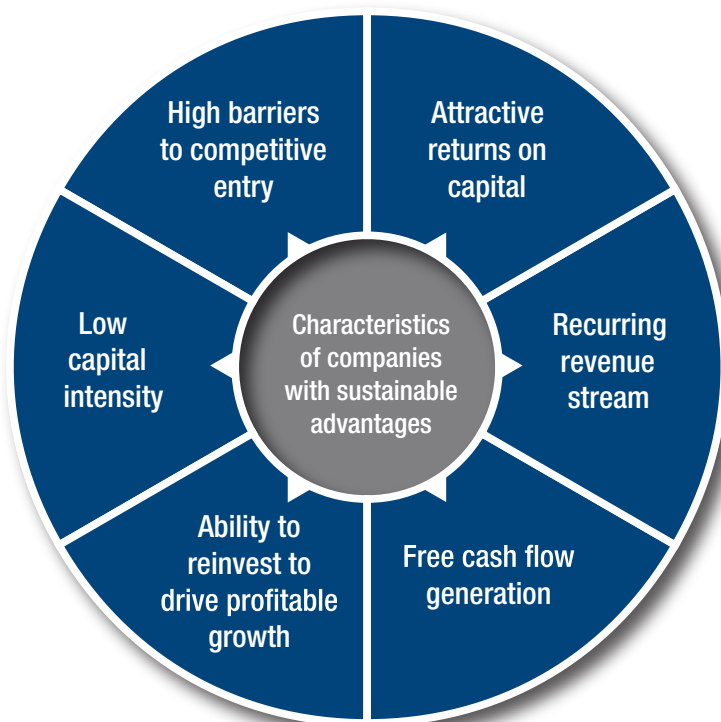 High barriers
to competitive
entry
Attractive
returns on
capital
Recurring
revenue
stream
Free cash flow
generation
Ability to
reinvest to
drive profitable
growth
Low
capital
intensity
Characteristics
of companies
with sustainable
advantages